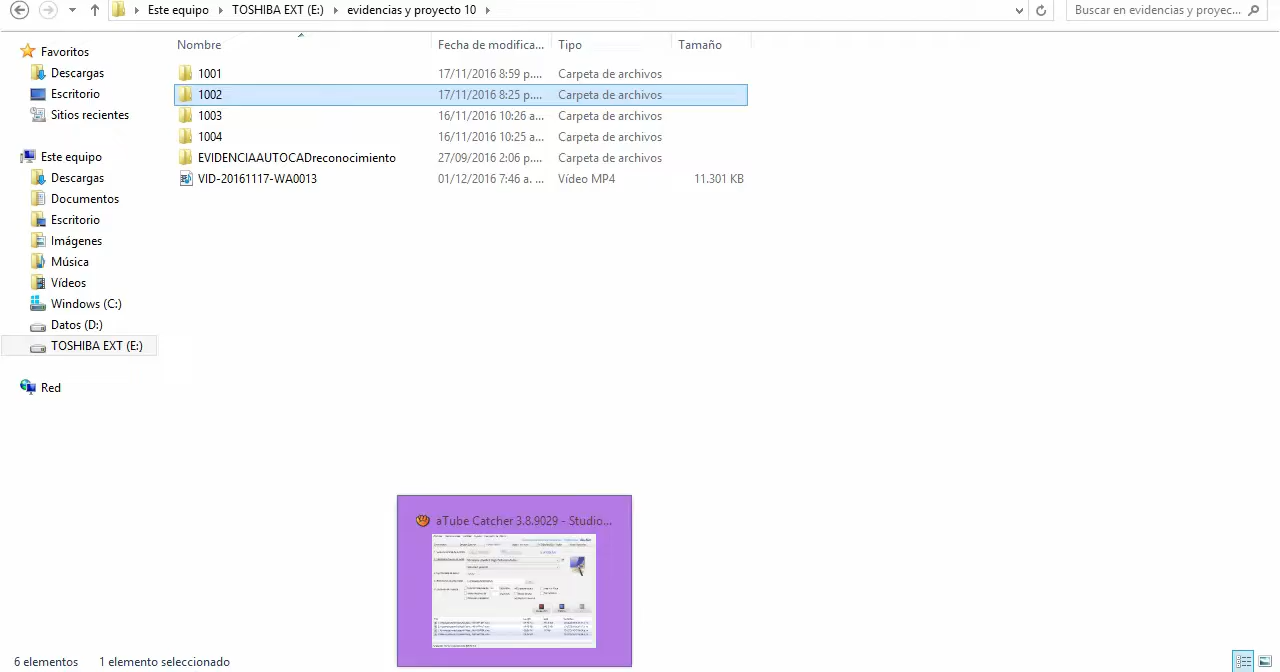 Este equipo TOSHIBA EXT (E:) evidencias y proyecto 10 Buscar en evidencias y proyec...
Nombre Fecha de modifica... Tipo Tamaño
1001 17/11/2016 8:59 p.... Carpeta de archivos
1002 17/11/2016 8:25 p.... Carpeta de archivos
1003 16/11/2016 10:26 a... Carpeta de archivos
1004 16/11/2016 10:25 a... Carpeta de archivos
EVIDENCIAAUTOCADreconocimiento 27/09/2016 2:06 p.... Carpeta de archivos
VID-20161117-WA0013 01/12/2016 7:46 a. ... Vídeo MP4 11.301 KB
Favoritos
Descargas
Escritorio
Sitios recientes
Este equipo
Descargas
Documentos
Escritorio
Imágenes
Música
Vídeos
Windows (C:)
Datos (D:)
TOSHIBA EXT (E:)
Red
aTube Catcher 3.8.9029 - Studio...
6 elementos 1 elemento seleccionado